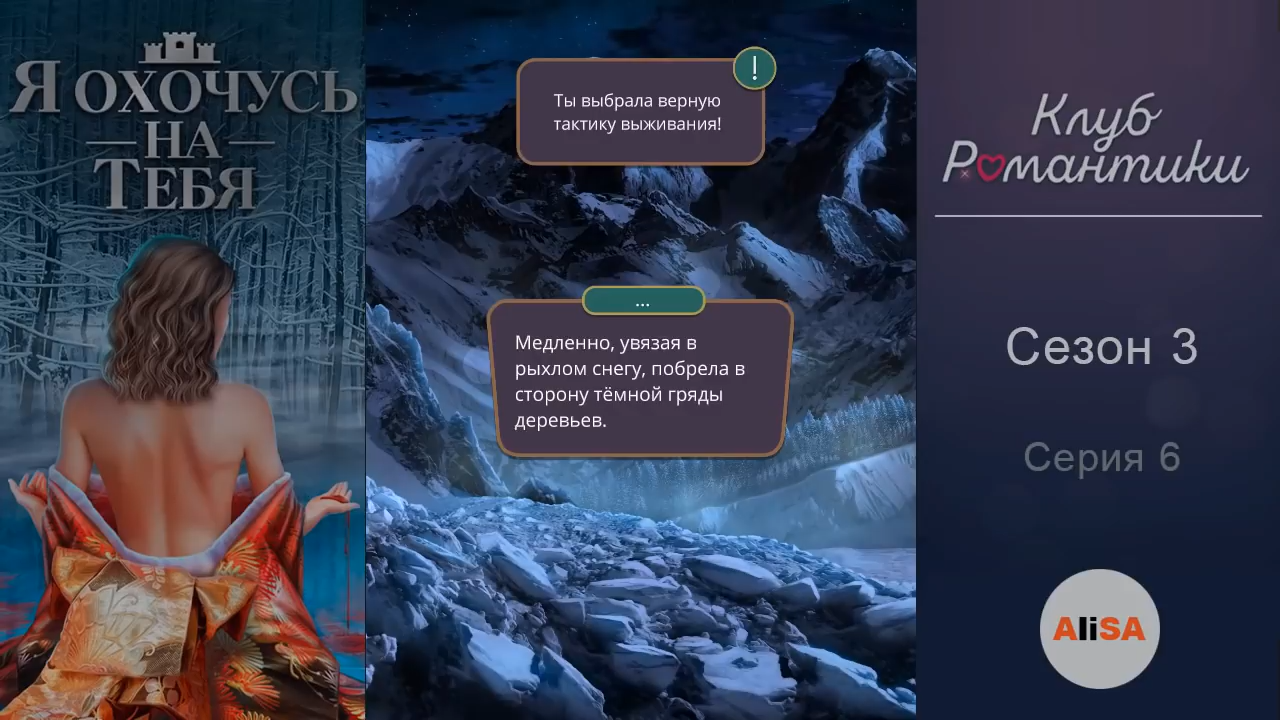 Я ОХОЧУСЬ
НА
ТЕБЯ
!
Ты выбрала верную
тактику выживания!
...
Медленно, увязая в
рыхлом снегу, побрела в
сторону тёмной гряды
деревьев.
Клуб
Романтики
Сезон 3
Серия 6
ALiSA